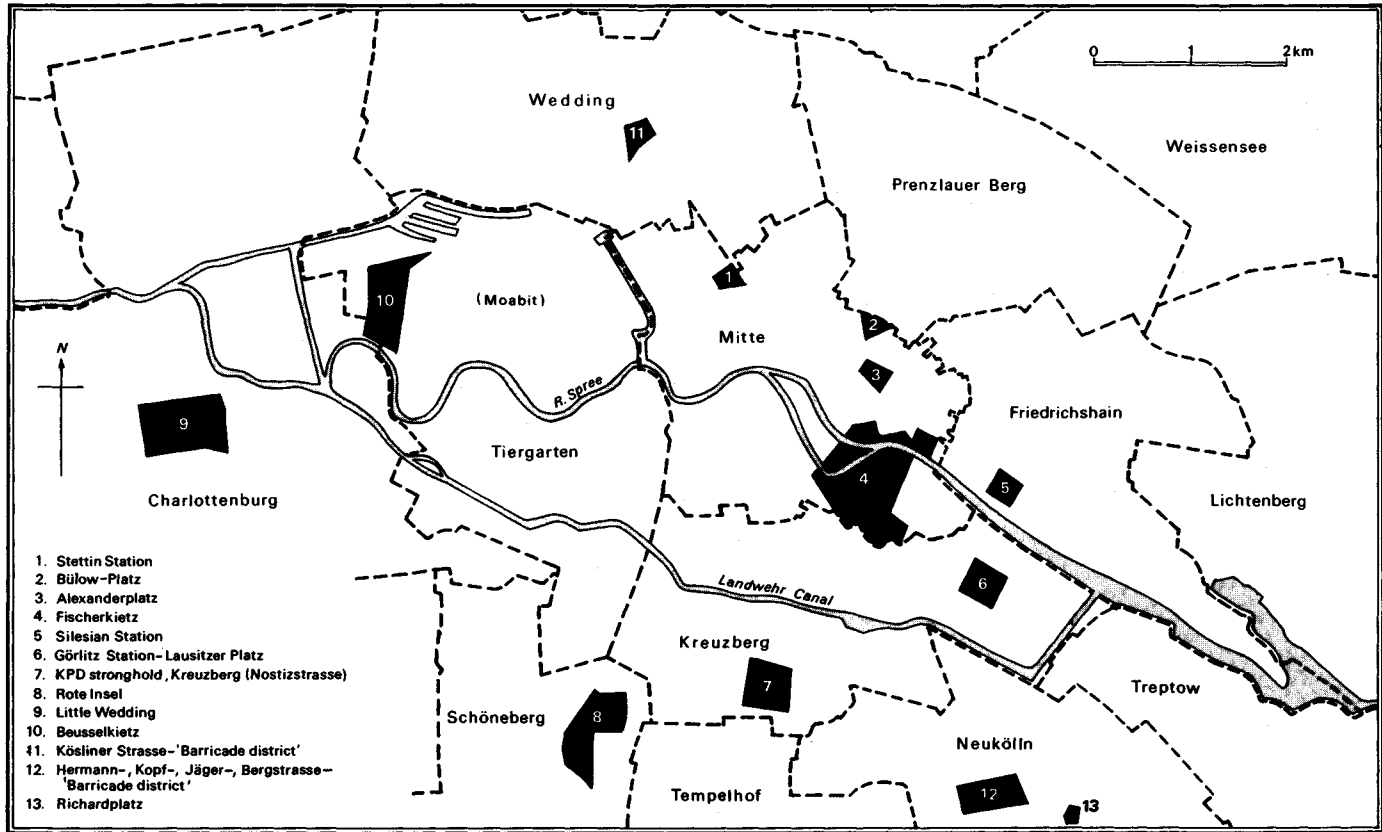 0 1 2 km
Wedding
11
Weissensee
Prenzlauer Berg
1
10
(Moabit)
2
Mitte
N
3
R. Spree
9
Friedrichshain
Tiergarten
4
5
Charlottenburg
Lichtenberg
6
Landwehr Canal
Kreuzberg
7
Treptow
8
Schöneberg
Neukölln
Tempelhof
12
13
1. Stettin Station
2. Bülow-Platz
3. Alexanderplatz
4. Fischerkietz
5. Silesian Station
6. Görlitz Station-Lausitzer Platz
7. KPD stronghold, Kreuzberg (Nostizstrasse)
8. Rote Insel
9. Little Wedding
10. Beusselkietz
11. Kösliner Strasse-'Barricade district'
12. Hermann-, Kopf-, Jäger-, Bergstrasse-
'Barricade district'
13. Richardplatz